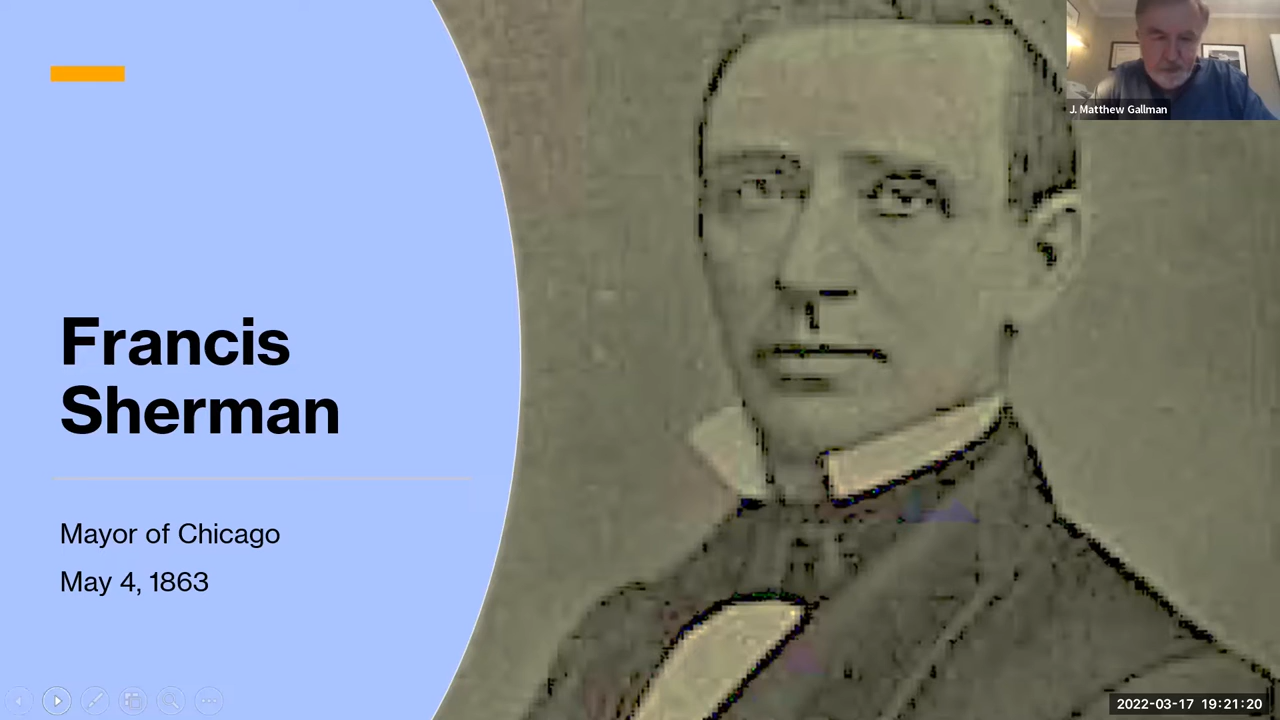 Francis
Sherman
Mayor of Chicago
May 4, 1863
J. Matthew Gallman
2022-03-17 19:21:20